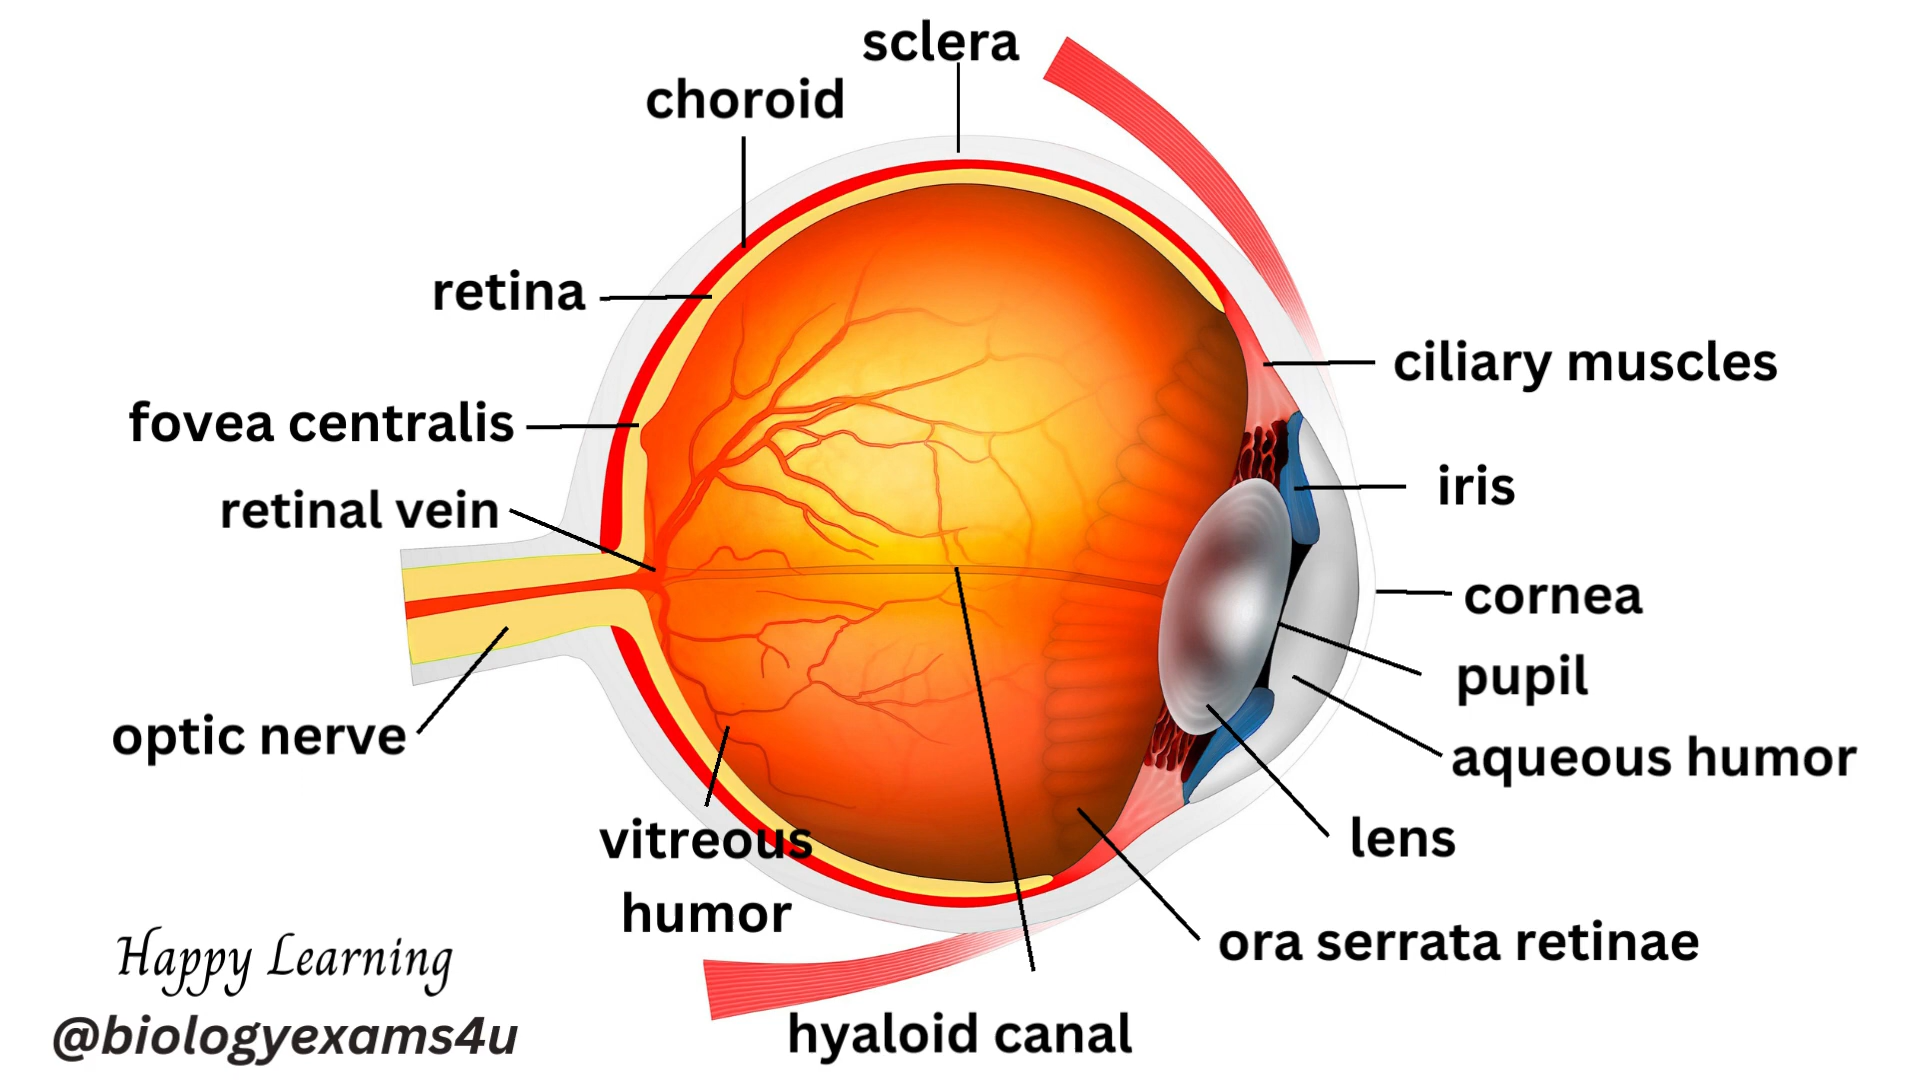 sclera
choroid
retina
ciliary muscles
fovea centralis
iris
retinal vein
cornea
pupil
optic nerve
aqueous humor
vitreous
humor
lens
ora serrata retinae
Happy Learning
@biologyexams4u
hyaloid canal